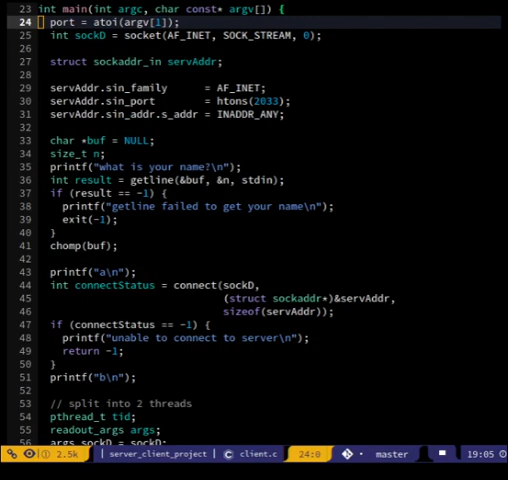 23 int main(int argc, char const* argv[]) {
24 port = atoi(argv[1]);
25 int sockD = socket(AF_INET, SOCK_STREAM, 0);
26
27 struct sockaddr_in servAddr;
28
29 servAddr.sin_family = AF_INET;
30 servAddr.sin_port = htons(2033);
31 servAddr.sin_addr.s_addr = INADDR_ANY;
32
33 char *buf = NULL;
34 size_t n;
35 printf("what is your name?\n");
36 int result = getline(&buf, &n, stdin);
37 if (result == -1) {
38 printf("getline failed to get your name\n");
39 exit(-1);
40 }
41 chomp(buf);
42
43 printf("a\n");
44 int connectStatus = connect(sockD,
45 (struct sockaddr*)&servAddr,
46 sizeof(servAddr));
47 if (connectStatus == -1) {
48 printf("unable to connect to server\n");
49 return -1;
50 }
51 printf("b\n");
52
53 // split into 2 threads
54 pthread_t tid;
55 readout_args args;
56 args.sockD = sockD;
2.5k | server_client_project | C client.c 24:0 master 19:05